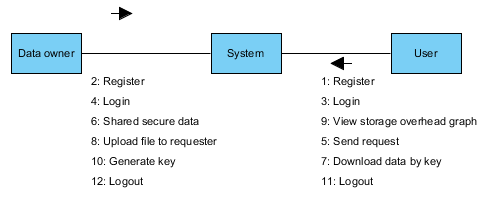 Data owner
System
User
2: Register
4: Login
6: Shared secure data
8: Upload file to requester
10: Generate key
12: Logout
1: Register
3: Login
9: View storage overhead graph
5: Send request
7: Download data by key
11: Logout